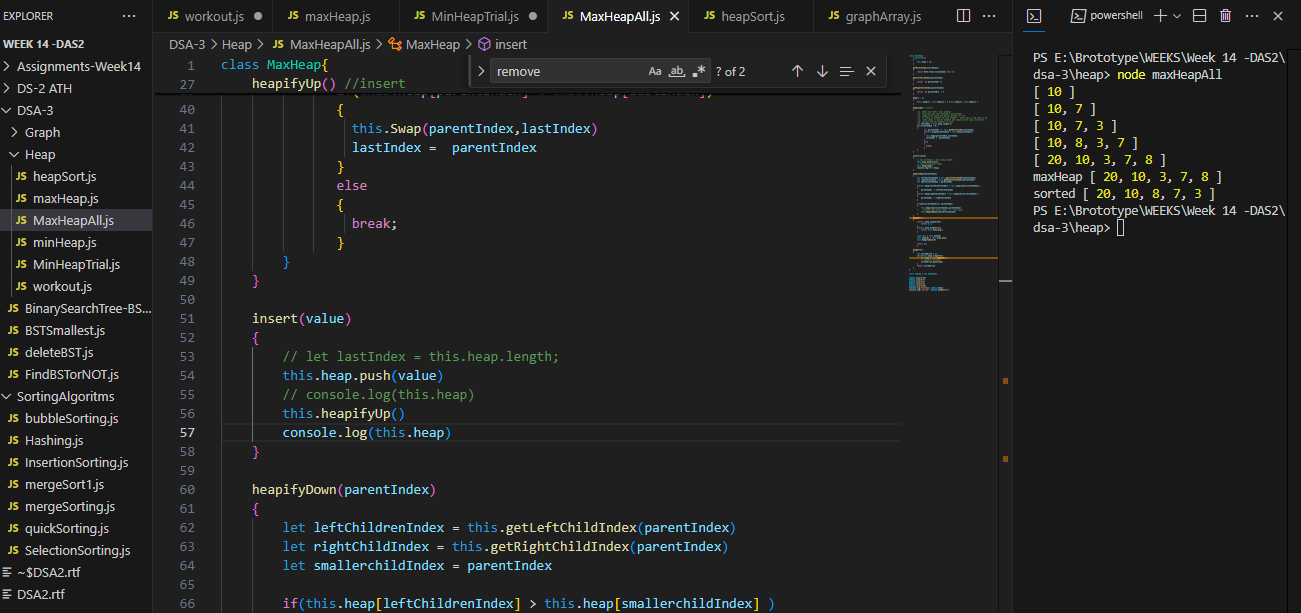 EXPLORER
WEEK 14 -DAS2
Assignments-Week14
DS-2 ATH
DSA-3
Graph
Heap
JS heapSort.js
JS maxHeap.js
JS MaxHeapAll.js
JS minHeap.js
JS MinHeapTrial.js
JS workout.js
JS BinarySearchTree-BS...
JS BSTSmallest.js
JS deleteBST.js
JS FindBSTorNOT.js
SortingAlgoritms
JS bubbleSorting.js
JS Hashing.js
JS InsertionSorting.js
JS mergeSort1.js
JS mergeSorting.js
JS quickSorting.js
JS SelectionSorting.js
~$DSA2.rtf
DSA2.rtf
JS workout.js
JS maxHeap.js
JS MinHeapTrial.js
JS MaxHeapAll.js
JS heapSort.js
JS graphArray.js
DSA-3 > Heap > JS MaxHeapAll.js > MaxHeap > insert
remove Aa ab .* ? of 2
1 class MaxHeap{
27 heapifyUp() //insert
40 {
41 this.Swap(parentIndex,lastIndex)
42 lastIndex =  parentIndex
43 }
44 else
45 {
46 break;
47 }
48 }
49 }
50
51 insert(value)
52 {
53 // let lastIndex = this.heap.length;
54 this.heap.push(value)
55 // console.log(this.heap)
56 this.heapifyUp()
57 console.log(this.heap)
58 }
59
60 heapifyDown(parentIndex)
61 {
62 let leftChildrenIndex = this.getLeftChildIndex(parentIndex)
63 let rightChildIndex = this.getRightChildIndex(parentIndex)
64 let smallerchildIndex = parentIndex
65
66 if(this.heap[leftChildrenIndex] > this.heap[smallerchildIndex] )
powershell
PS E:\Brototype\WEEKS\Week 14 -DAS2\
dsa-3\heap> node maxHeapAll
[ 10 ]
[ 10, 7 ]
[ 10, 7, 3 ]
[ 10, 8, 3, 7 ]
[ 20, 10, 3, 7, 8 ]
maxHeap [ 20, 10, 3, 7, 8 ]
sorted [ 20, 10, 8, 7, 3 ]
PS E:\Brototype\WEEKS\Week 14 -DAS2\
dsa-3\heap>